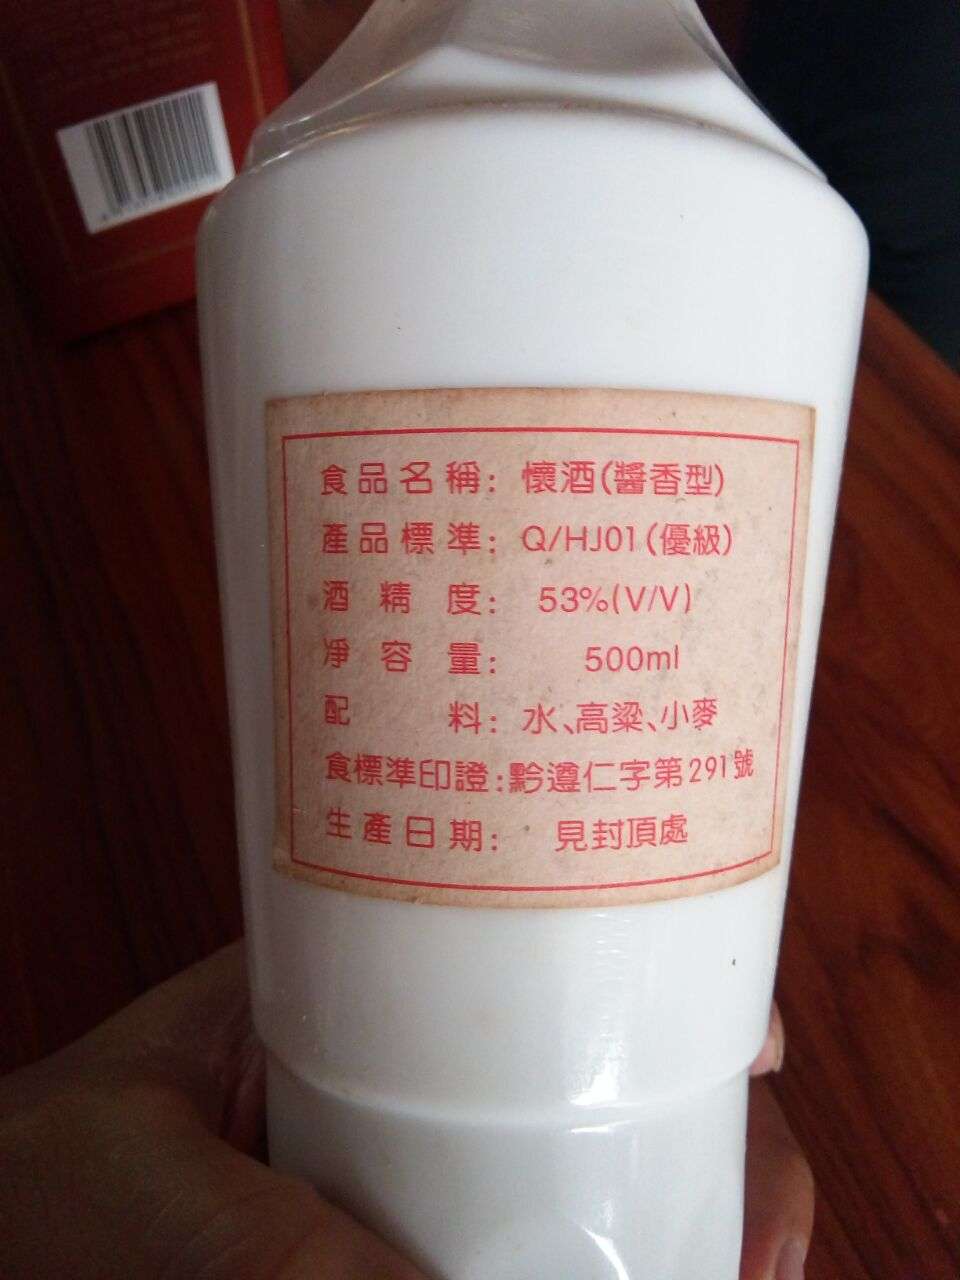 食品名稱：懷酒(醬香型)
產品標準：Q/HJ01(優級)
酒精度：53%(V/V)
凈容量：500ml
配料：水、高粱、小麥
食標準印證：黔遵仁字第291號
生產日期：見封頂處